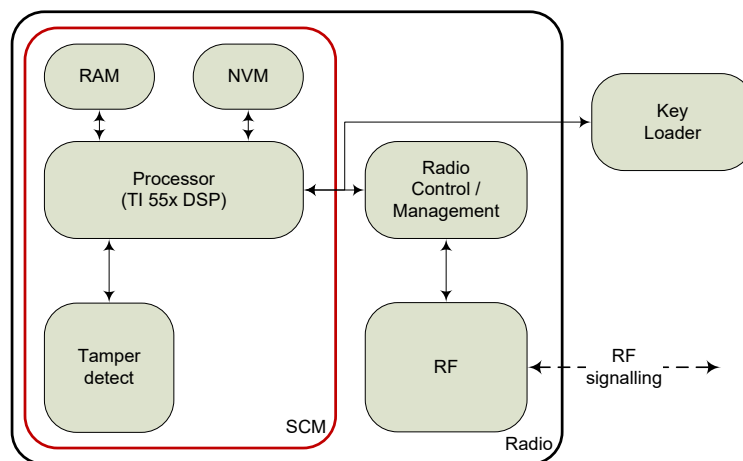 RAM
NVM
Key
Loader
Processor
(TI 55x DSP)
Radio
Control /
Management
Tamper
detect
RF
RF
signalling
SCM
Radio